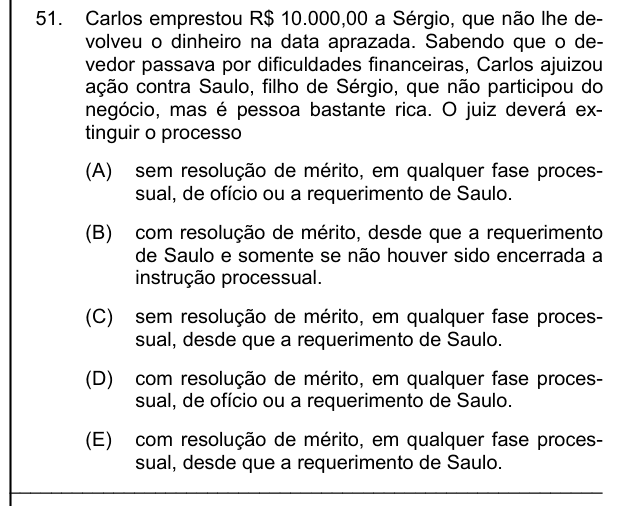 51. Carlos emprestou R$ 10.000,00 a Sérgio, que não lhe de-
volveu o dinheiro na data aprazada. Sabendo que o de-
vedor passava por dificuldades financeiras, Carlos ajuizou
ação contra Saulo, filho de Sérgio, que não participou do
negócio, mas é pessoa bastante rica. O juiz deverá ex-
tinguir o processo
(A) sem resolução de mérito, em qualquer fase proces-
sual, de ofício ou a requerimento de Saulo.
(B) com resolução de mérito, desde que a requerimento
de Saulo e somente se não houver sido encerrada a
instrução processual.
(C) sem resolução de mérito, em qualquer fase proces-
sual, desde que a requerimento de Saulo.
(D) com resolução de mérito, em qualquer fase proces-
sual, de ofício ou a requerimento de Saulo.
(E) com resolução de mérito, em qualquer fase proces-
sual, desde que a requerimento de Saulo.